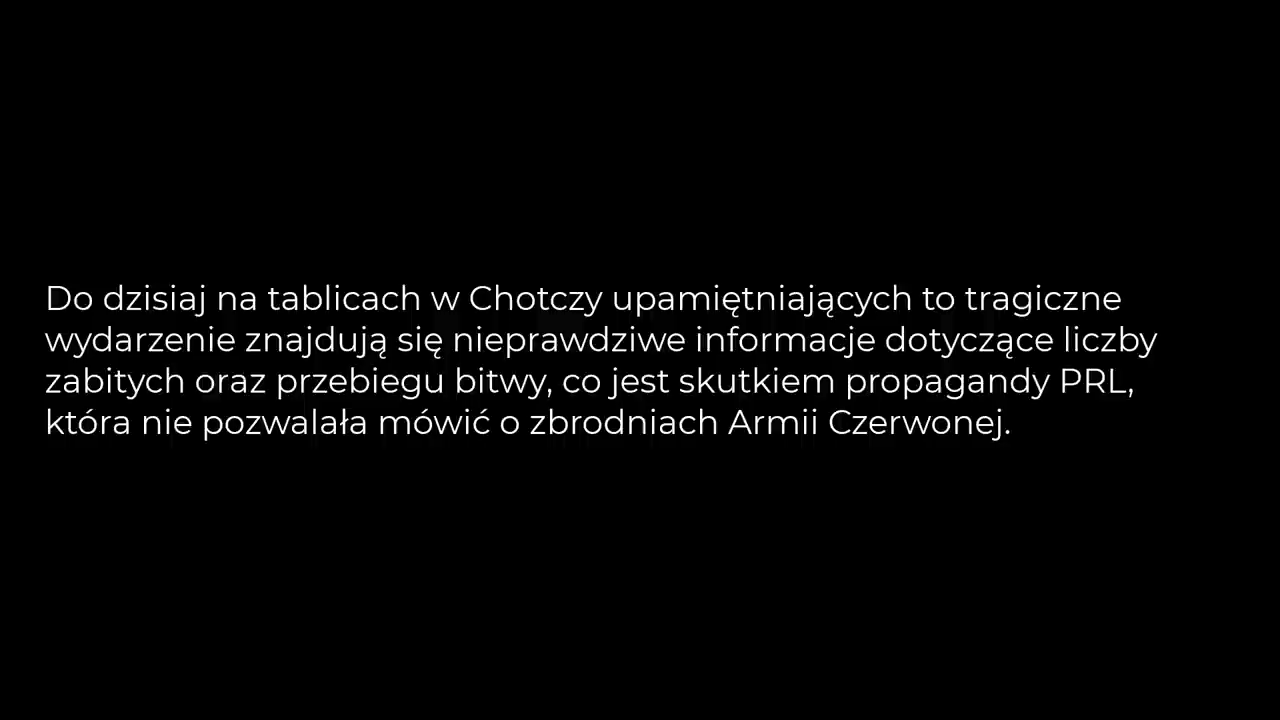 Do dzisiaj na tablicach w Chotczy upamiętniających to tragiczne
wydarzenie znajdują się nieprawdziwe informacje dotyczące liczby
zabitych oraz przebiegu bitwy, co jest skutkiem propagandy PRL,
która nie pozwalała mówić o zbrodniach Armii Czerwonej.